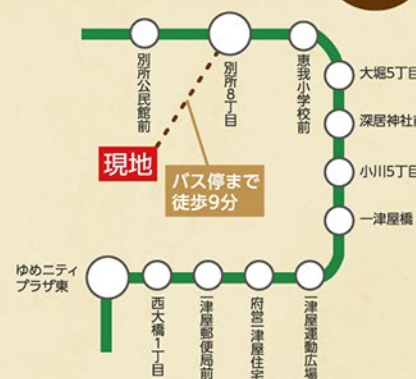 別所公民館前
別所8丁目
恵我小学校前
大堀5丁目
深居神社前
小川5丁目
一津屋橋
現地
バス停まで
徒歩9分
ゆめニティ
プラザ東
西大橋1丁目
一津屋郵便局前
府営一津屋住宅
一津屋運動広場